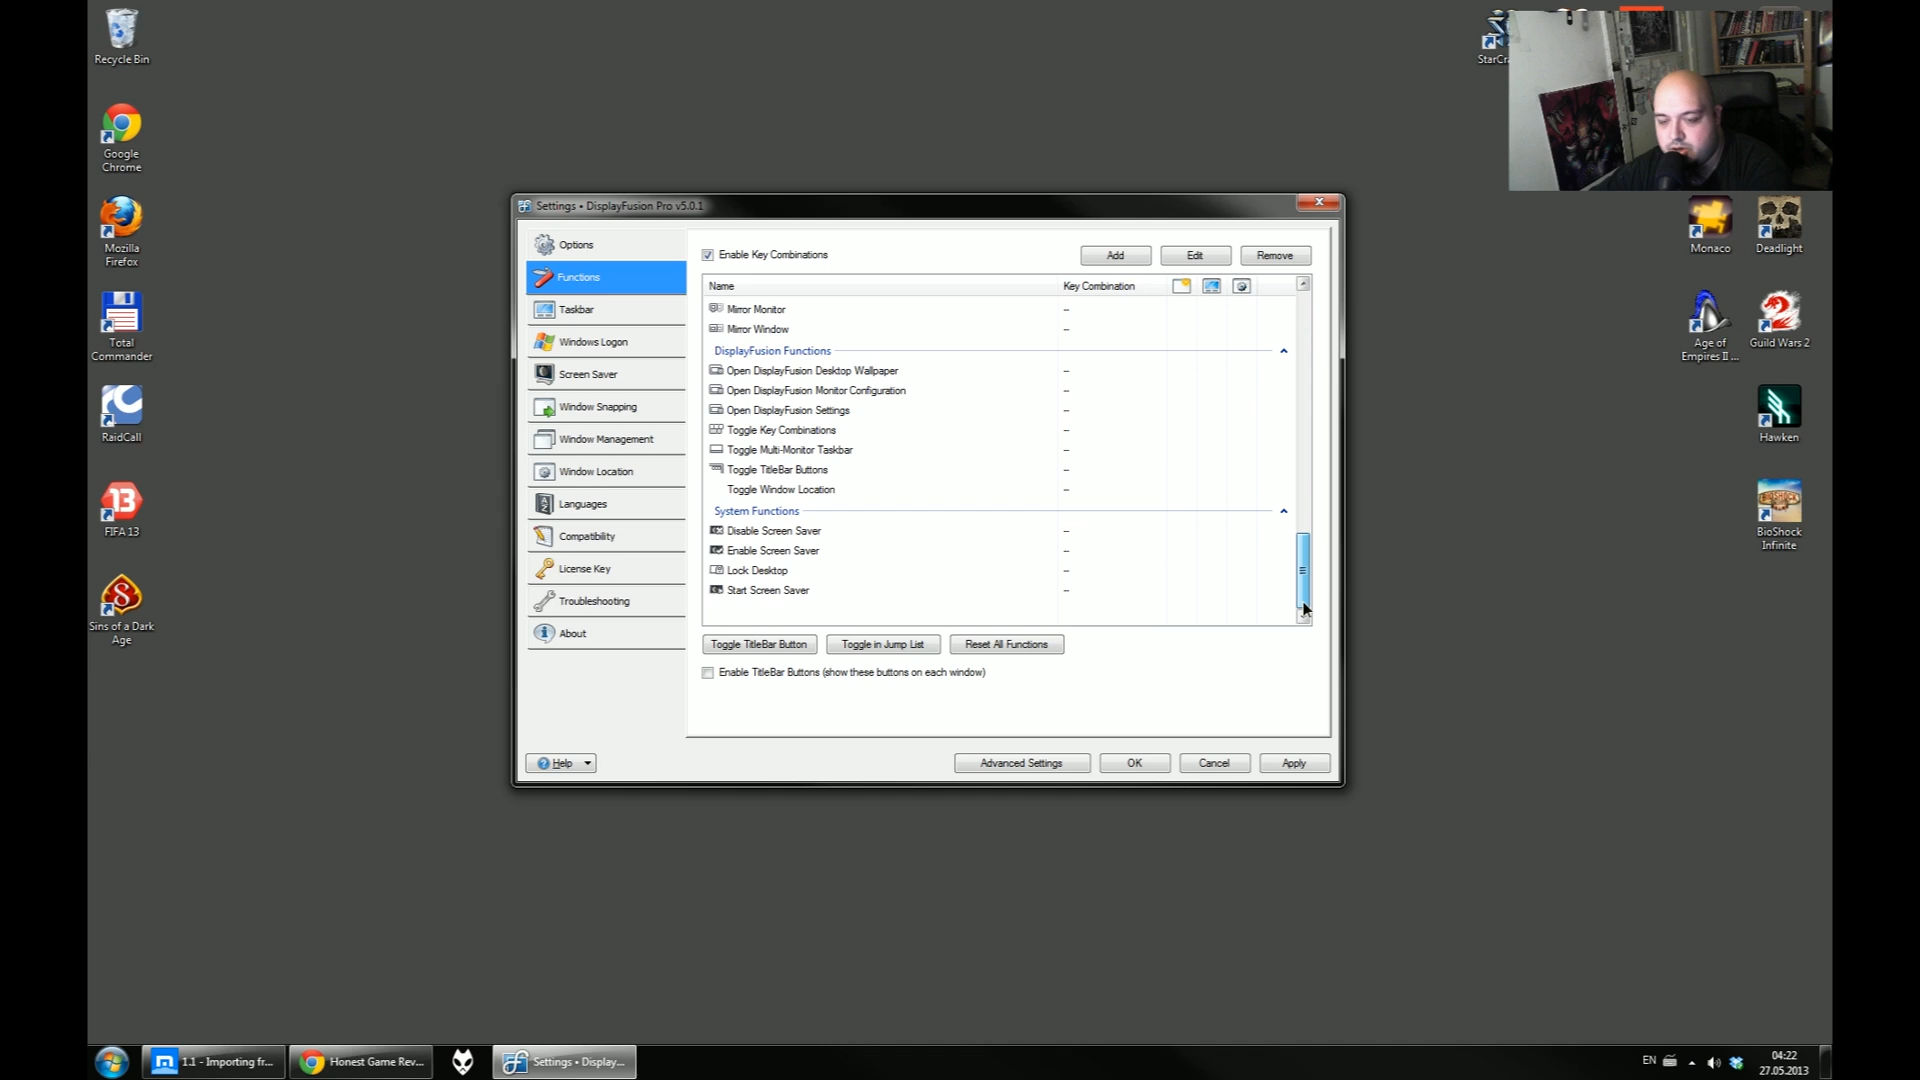 Recycle Bin
Google
Chrome
Mozilla
Firefox
Total
Commander
RaidCall
13
FIFA 13
Sins of a Dark
Age
StarCr
Monaco
Deadlight
Age of
Empires II ...
Guild Wars 2
Hawken
BioShock
Infinite
Settings • DisplayFusion Pro v5.0.1
Options
Functions
Taskbar
Windows Logon
Screen Saver
Window Snapping
Window Management
Window Location
Languages
Compatibility
License Key
Troubleshooting
About
Enable Key Combinations
Add
Edit
Remove
Name
Key Combination
Mirror Monitor –
Mirror Window –
DisplayFusion Functions
Open DisplayFusion Desktop Wallpaper –
Open DisplayFusion Monitor Configuration –
Open DisplayFusion Settings –
Toggle Key Combinations –
Toggle Multi-Monitor Taskbar –
Toggle TitleBar Buttons –
Toggle Window Location –
System Functions
Disable Screen Saver –
Enable Screen Saver –
Lock Desktop –
Start Screen Saver –
Toggle TitleBar Button
Toggle in Jump List
Reset All Functions
Enable TitleBar Buttons (show these buttons on each window)
Help
Advanced Settings
OK
Cancel
Apply
1.1 - Importing fr...
Honest Game Rev...
Settings • Display...
EN
04:22
27.05.2013